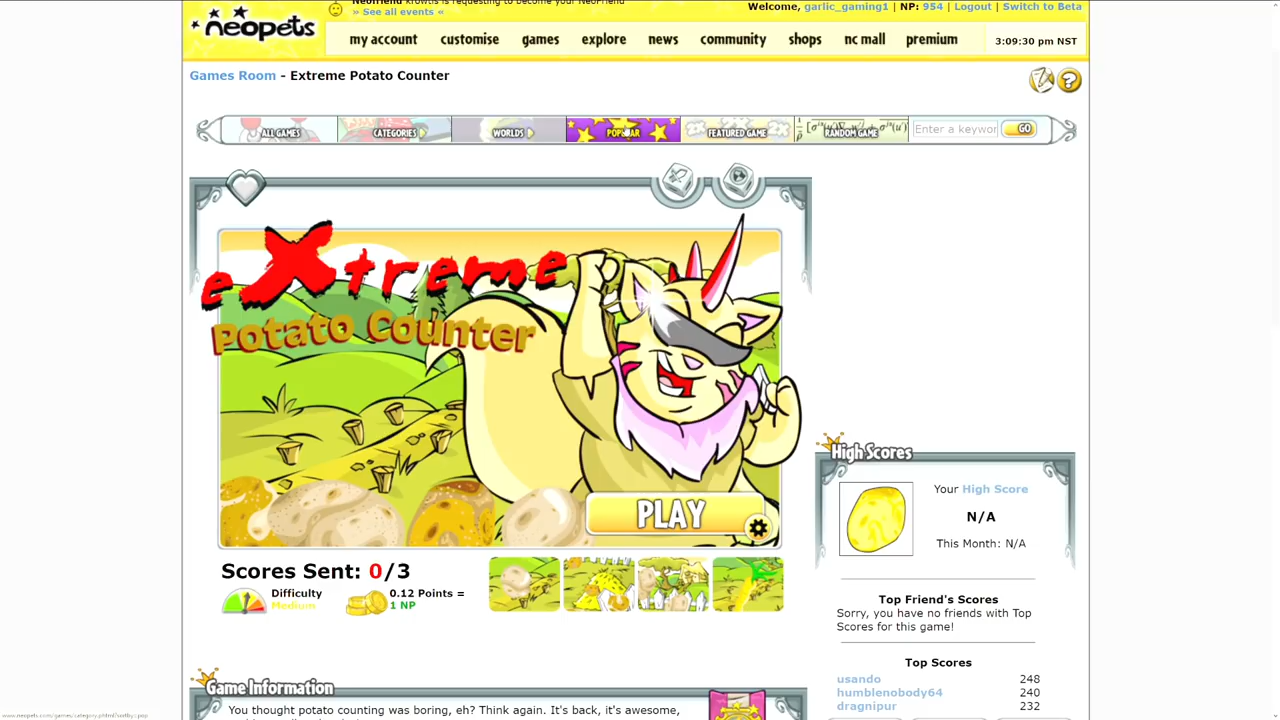 NeoFriend krowtis is requesting to become your NeoFriend
» See all events «
Welcome, garlic_gaming1 | NP: 954 | Logout | Switch to Beta
neopets
my account customise games explore news community shops nc mall premium 3:09:30 pm NST
Games Room - Extreme Potato Counter
ALL GAMES CATEGORIES WORLDS POPULAR FEATURED GAME RANDOM GAME Enter a keywor GO
eXtreme
Potato Counter
PLAY
High Scores
Your High Score
N/A
This Month: N/A
Scores Sent: 0/3
Difficulty
Medium
0.12 Points =
1 NP
Top Friend's Scores
Sorry, you have no friends with Top
Scores for this game!
Top Scores
usando 248
humblenobody64 240
dragnipur 232
Game Information
You thought potato counting was boring, eh? Think again. It's back, it's awesome,